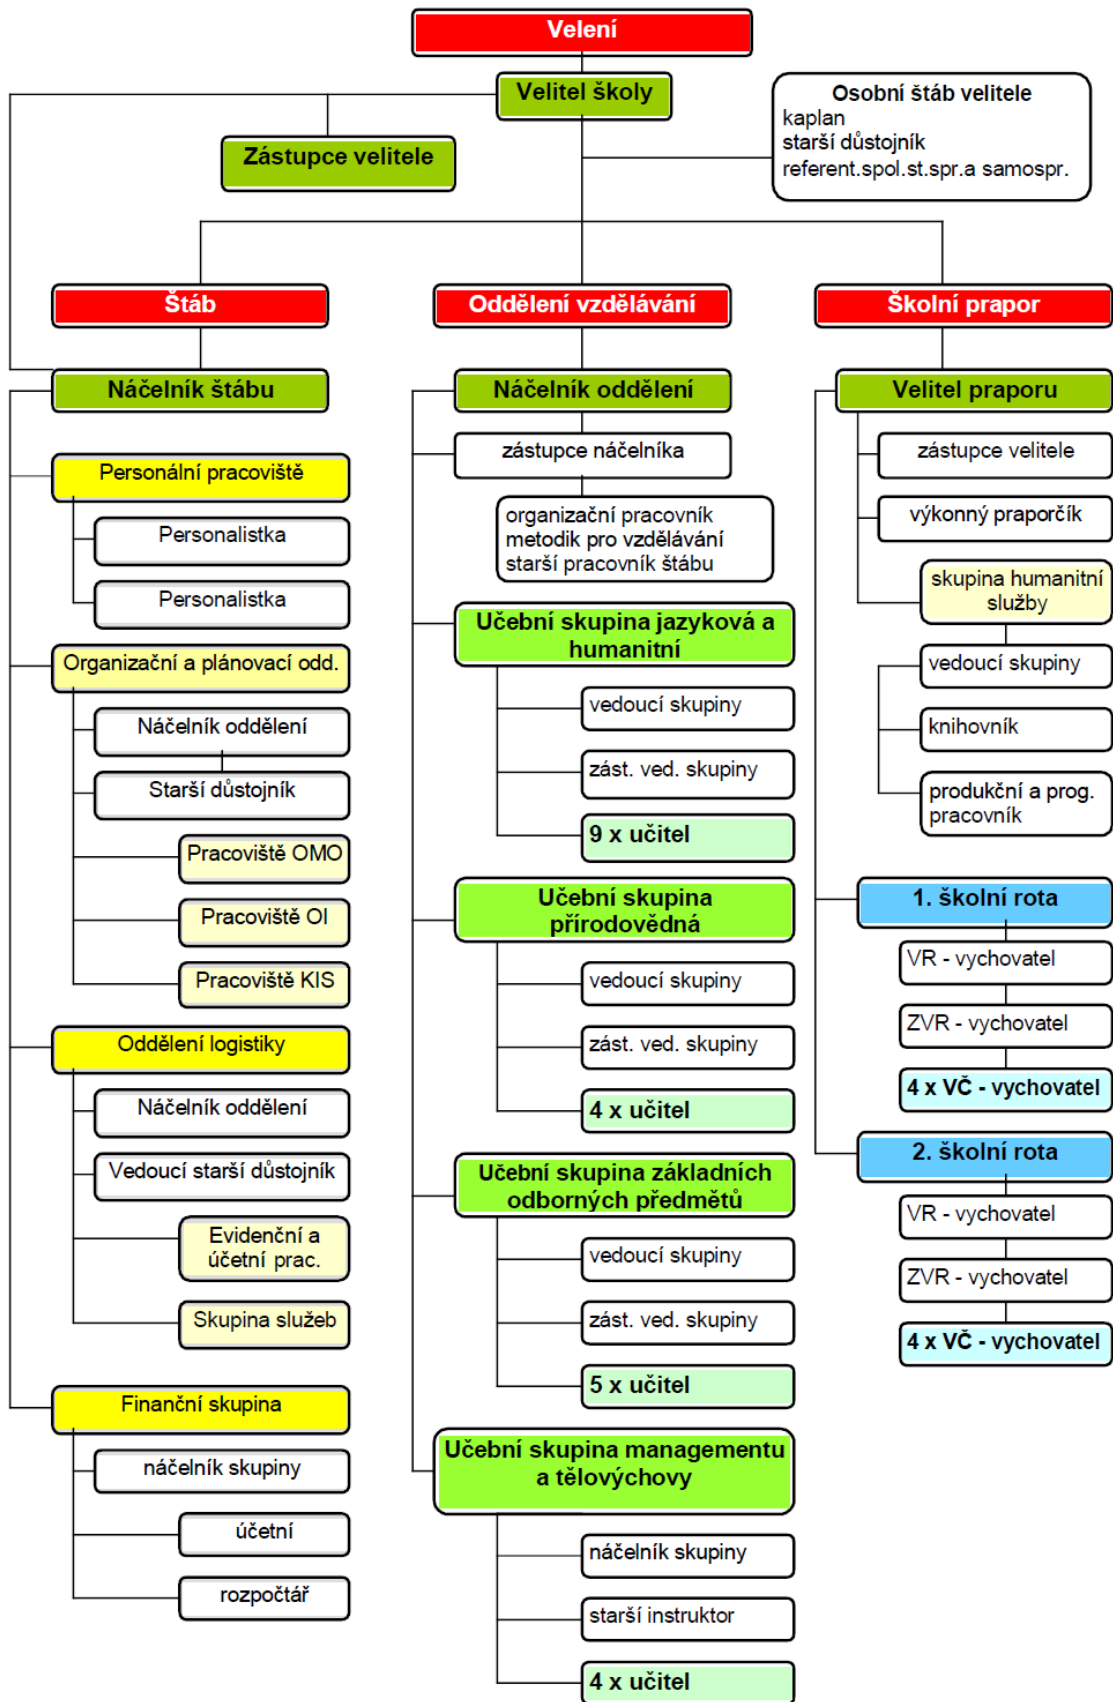 Velení
Velitel školy
Osobní štáb velitele
kaplan
starší důstojník
referent.spol.st.spr.a samospr.
Zástupce velitele
Štáb
Náčelník štábu
Personální pracoviště
Personalistka
Personalistka
Organizační a plánovací odd.
Náčelník oddělení
Starší důstojník
Pracoviště OMO
Pracoviště OI
Pracoviště KIS
Oddělení logistiky
Náčelník oddělení
Vedoucí starší důstojník
Evidenční a
účetní prac.
Skupina služeb
Finanční skupina
náčelník skupiny
účetní
rozpočtář
Oddělení vzdělávání
Náčelník oddělení
zástupce náčelníka
organizační pracovník
metodik pro vzdělávání
starší pracovník štábu
Učební skupina jazyková a
humanitní
vedoucí skupiny
zást. ved. skupiny
9 x učitel
Učební skupina
přírodovědná
vedoucí skupiny
zást. ved. skupiny
4 x učitel
Učební skupina základních
odborných předmětů
vedoucí skupiny
zást. ved. skupiny
5 x učitel
Učební skupina managementu
a tělovýchovy
náčelník skupiny
starší instruktor
4 x učitel
Školní prapor
Velitel praporu
zástupce velitele
výkonný praporčík
skupina humanitní
služby
vedoucí skupiny
knihovník
produkční a prog.
pracovník
1. školní rota
VR - vychovatel
ZVR - vychovatel
4 x VČ - vychovatel
2. školní rota
VR - vychovatel
ZVR - vychovatel
4 x VČ - vychovatel